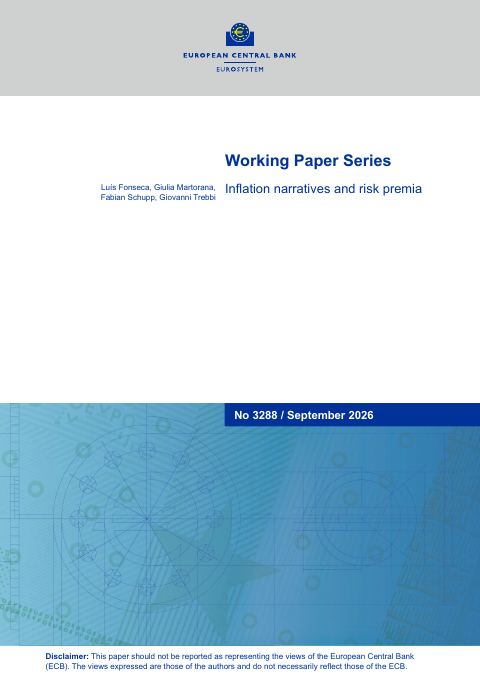 EUROPEAN CENTRAL BANK
EUROSYSTEM
Working Paper Series
Luís Fonseca, Giulia Martorana,
Fabian Schupp, Giovanni Trebbi
Inflation narratives and risk premia
No 3288 / September 2026
Disclaimer: This paper should not be reported as representing the views of the European Central Bank
(ECB). The views expressed are those of the authors and do not necessarily reflect those of the ECB.